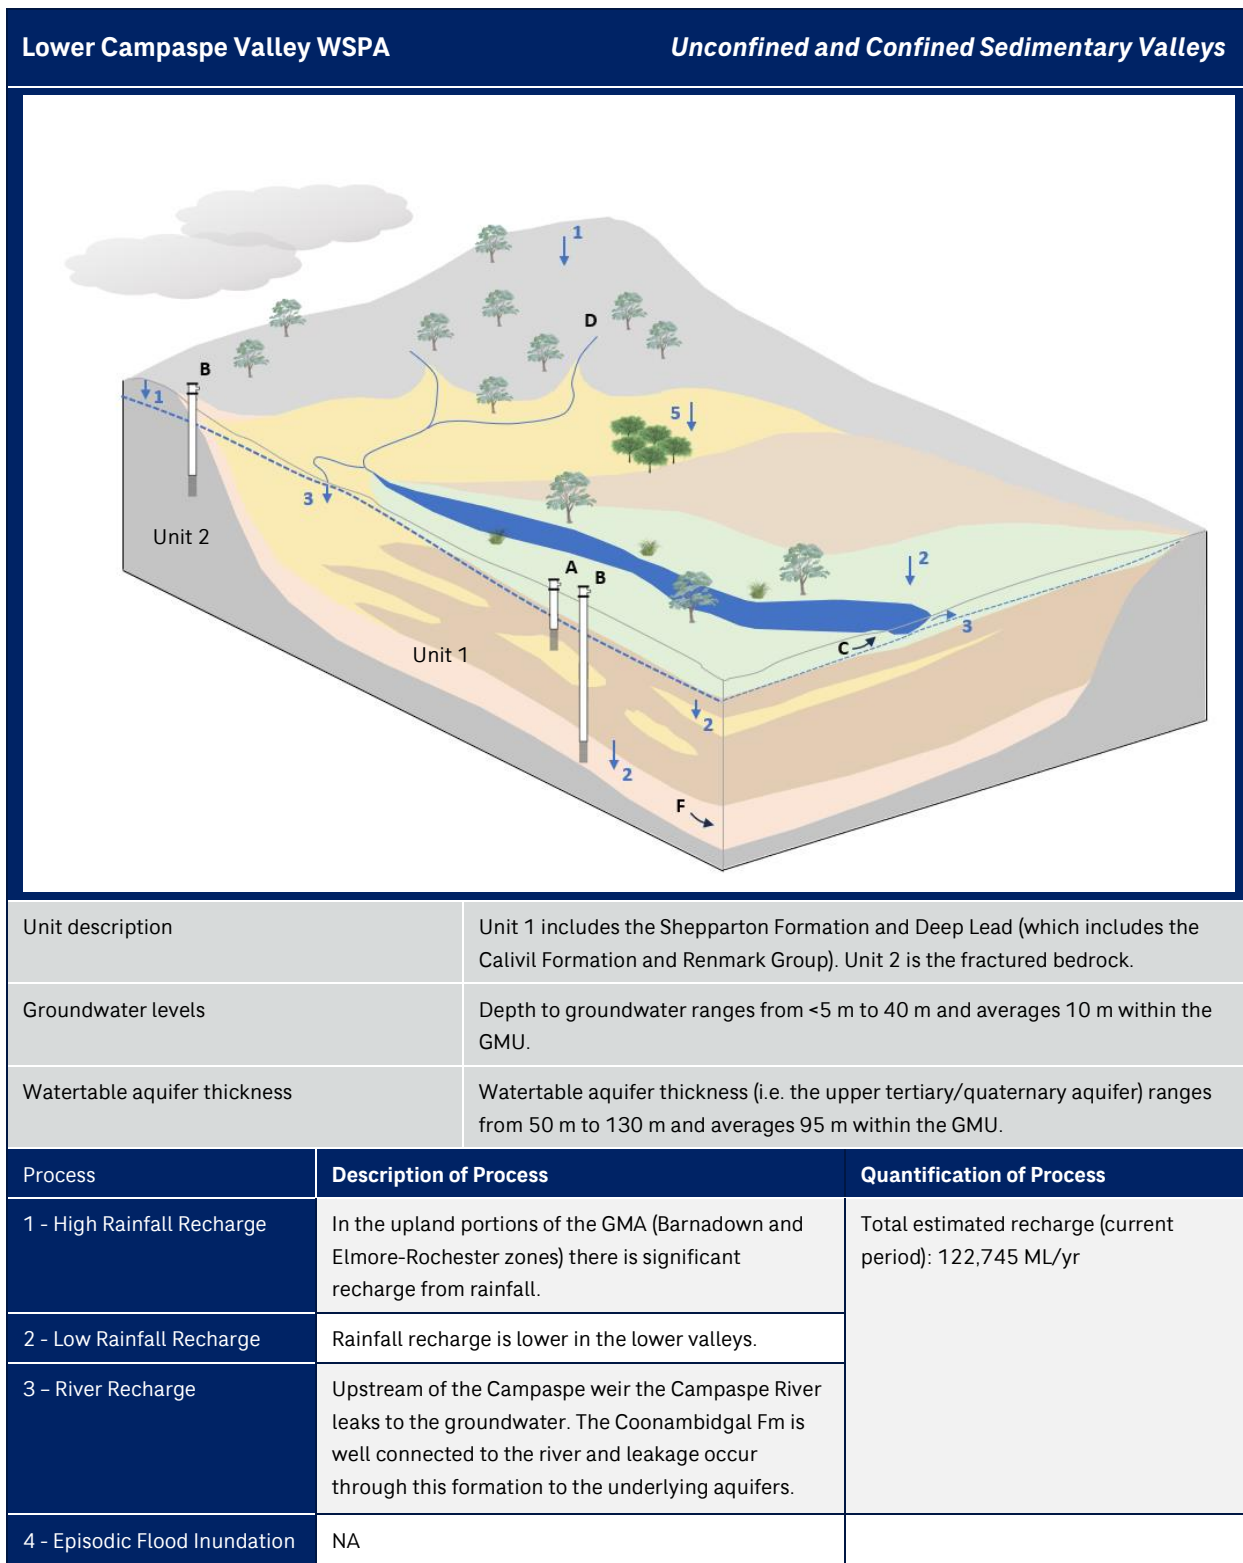 Lower Campaspe Valley WSPA
Unconfined and Confined Sedimentary Valleys
1
D
B
1
5
3
Unit 2
2
A
B
3
C
Unit 1
2
2
F
Unit description
Unit 1 includes the Shepparton Formation and Deep Lead (which includes the
Calivil Formation and Renmark Group). Unit 2 is the fractured bedrock.
Groundwater levels
Depth to groundwater ranges from <5 m to 40 m and averages 10 m within the
GMU.
Watertable aquifer thickness
Watertable aquifer thickness (i.e. the upper tertiary/quaternary aquifer) ranges
from 50 m to 130 m and averages 95 m within the GMU.
Process
Description of Process
Quantification of Process
1 - High Rainfall Recharge
In the upland portions of the GMA (Barnadown and
Elmore-Rochester zones) there is significant
recharge from rainfall.
Total estimated recharge (current
period): 122,745 ML/yr
2 - Low Rainfall Recharge
Rainfall recharge is lower in the lower valleys.
3 – River Recharge
Upstream of the Campaspe weir the Campaspe River
leaks to the groundwater. The Coonambidgal Fm is
well connected to the river and leakage occur
through this formation to the underlying aquifers.
4 - Episodic Flood Inundation
NA